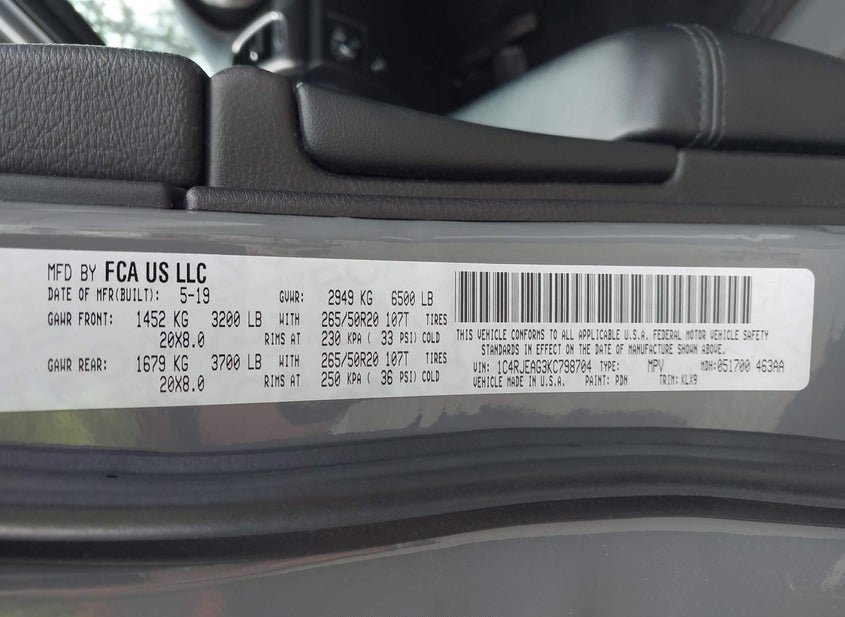 MFD BY FCA US LLC
DATE OF MFR(BUILT): 5-19 GVWR: 2949 KG 6500 LB
GAWR FRONT: 1452 KG 3200 LB WITH 265/50R20 107T TIRES
20X8.0 RIMS AT 230 KPA ( 33 PSI) COLD
GAWR REAR: 1679 KG 3700 LB WITH 265/50R20 107T TIRES
20X8.0 RIMS AT 250 KPA ( 36 PSI) COLD
THIS VEHICLE CONFORMS TO ALL APPLICABLE U.S.A. FEDERAL MOTOR VEHICLE SAFETY
STANDARDS IN EFFECT ON THE DATE OF MANUFACTURE SHOWN ABOVE.
VIN: 1C4RJEAG3KC798704 TYPE: MPV MDH:051700 463AA
VEHICLE MADE IN U.S.A. PAINT: PDN TRIM: KLX9